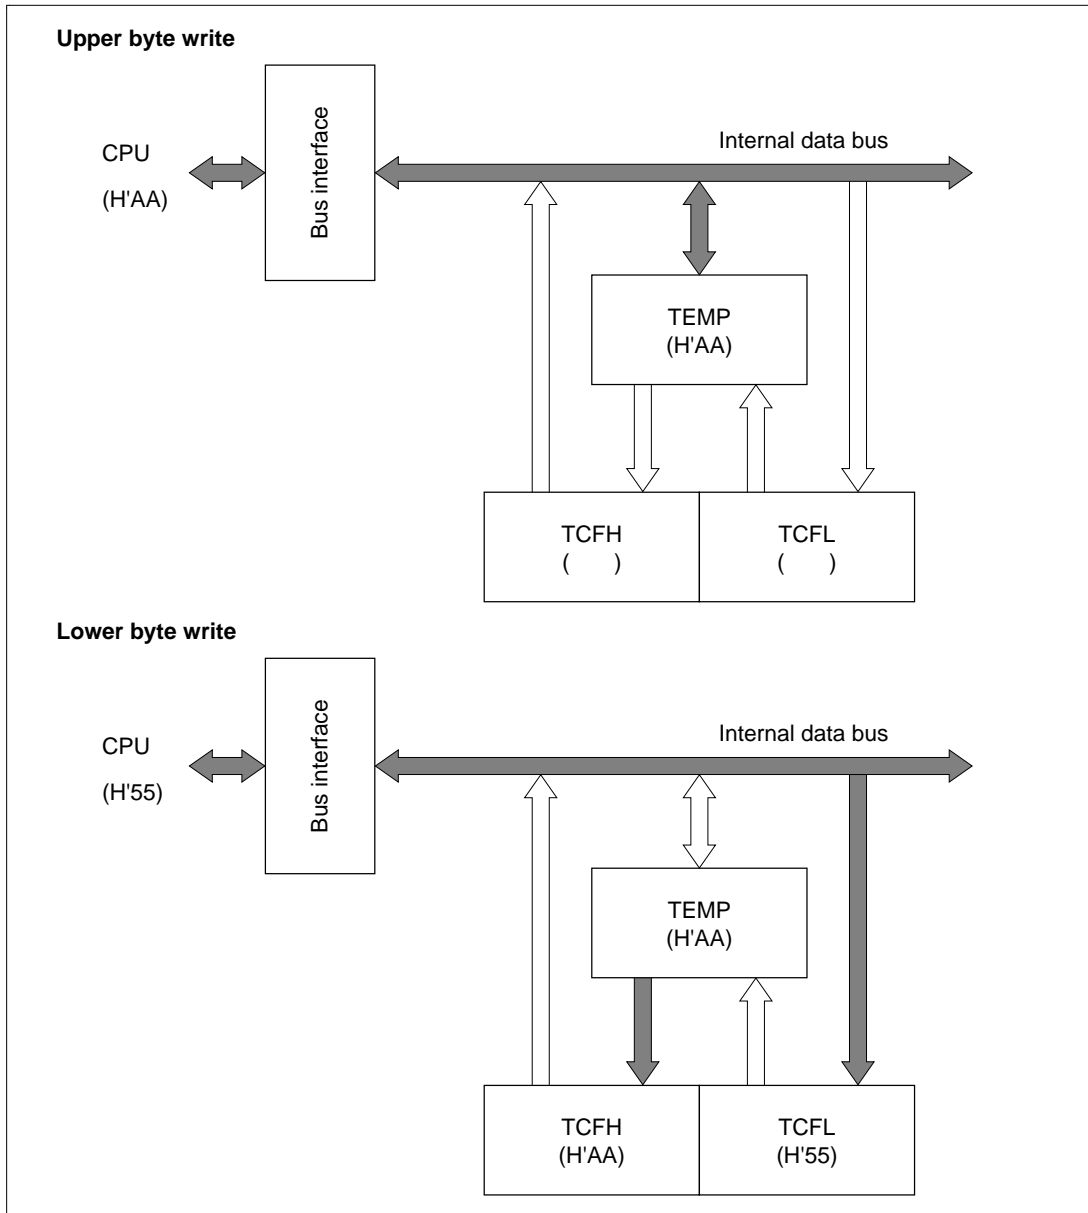 Upper byte write
CPU
(H'AA)
Bus interface
Internal data bus
TEMP
(H'AA)
TCFH
( )
TCFL
( )
Lower byte write
CPU
(H'55)
Bus interface
Internal data bus
TEMP
(H'AA)
TCFH
(H'AA)
TCFL
(H'55)